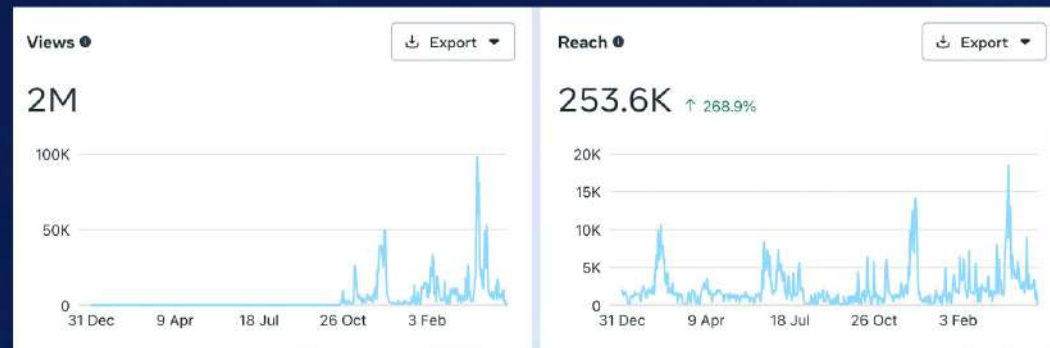 Views
Export
2M
100K
50K
0
31 Dec 9 Apr 18 Jul 26 Oct 3 Feb
Reach
Export
253.6K ↑ 268.9%
20K
15K
10K
5K
0
31 Dec 9 Apr 18 Jul 26 Oct 3 Feb